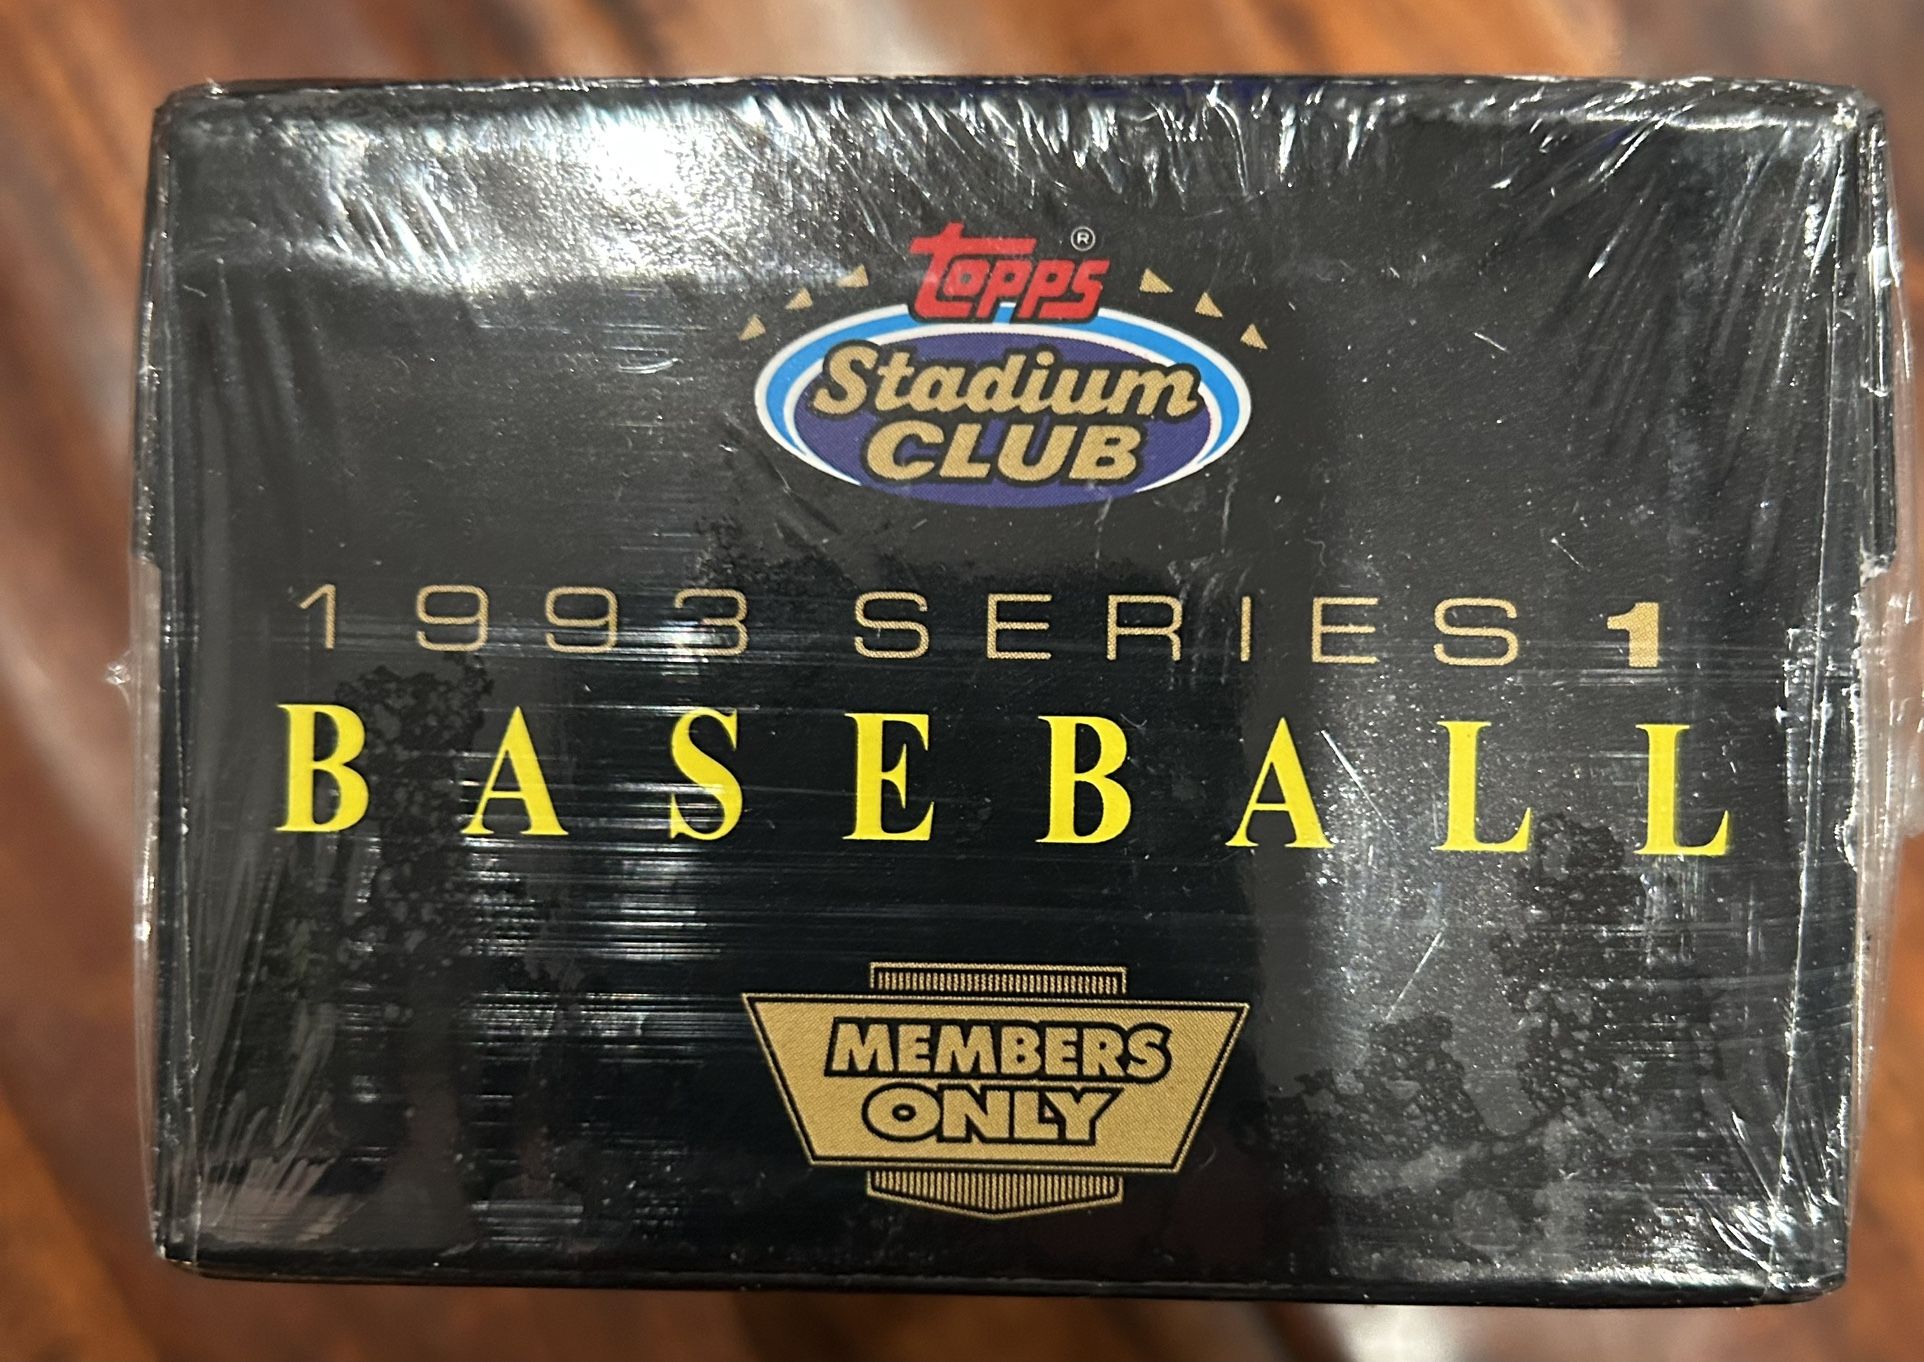 topps®
Stadium
CLUB
1993 SERIES 1
BASEBALL
MEMBERS
ONLY